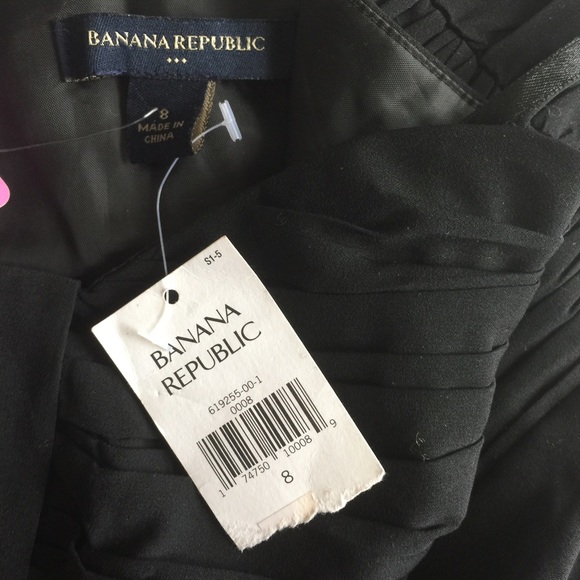 BANANA REPUBLIC
8
MADE IN
CHINA
S1-5
BANANA
REPUBLIC
619255-00-1
0008
1 74750 10008 9
8